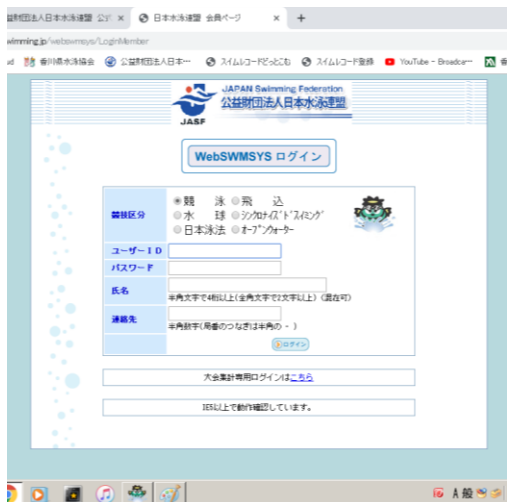 益財団法人日本水泳連盟 公 × 日本水泳連盟 会員ページ × +
wimming.jp/webswmsys/LoginMember
香川県水泳協会 公益財団法人日本… スイムレコードどっとこむ スイムレコード登録 YouTube - Broadca…
JAPAN Swimming Federation
公益財団法人日本水泳連盟
JASF
WebSWMSYS ログイン
競技区分
競 泳 飛 込
水 球 シンクロナイズドスイミング
日本泳法 オープンウォーター
ユーザーID
パスワード
氏名
半角文字で4桁以上(全角文字で2文字以上) (混在可)
連絡先
半角数字(局番のつなぎは半角の - )
ログイン
大会集計専用ログインはこちら
IE5以上で動作確認しています。
A 般